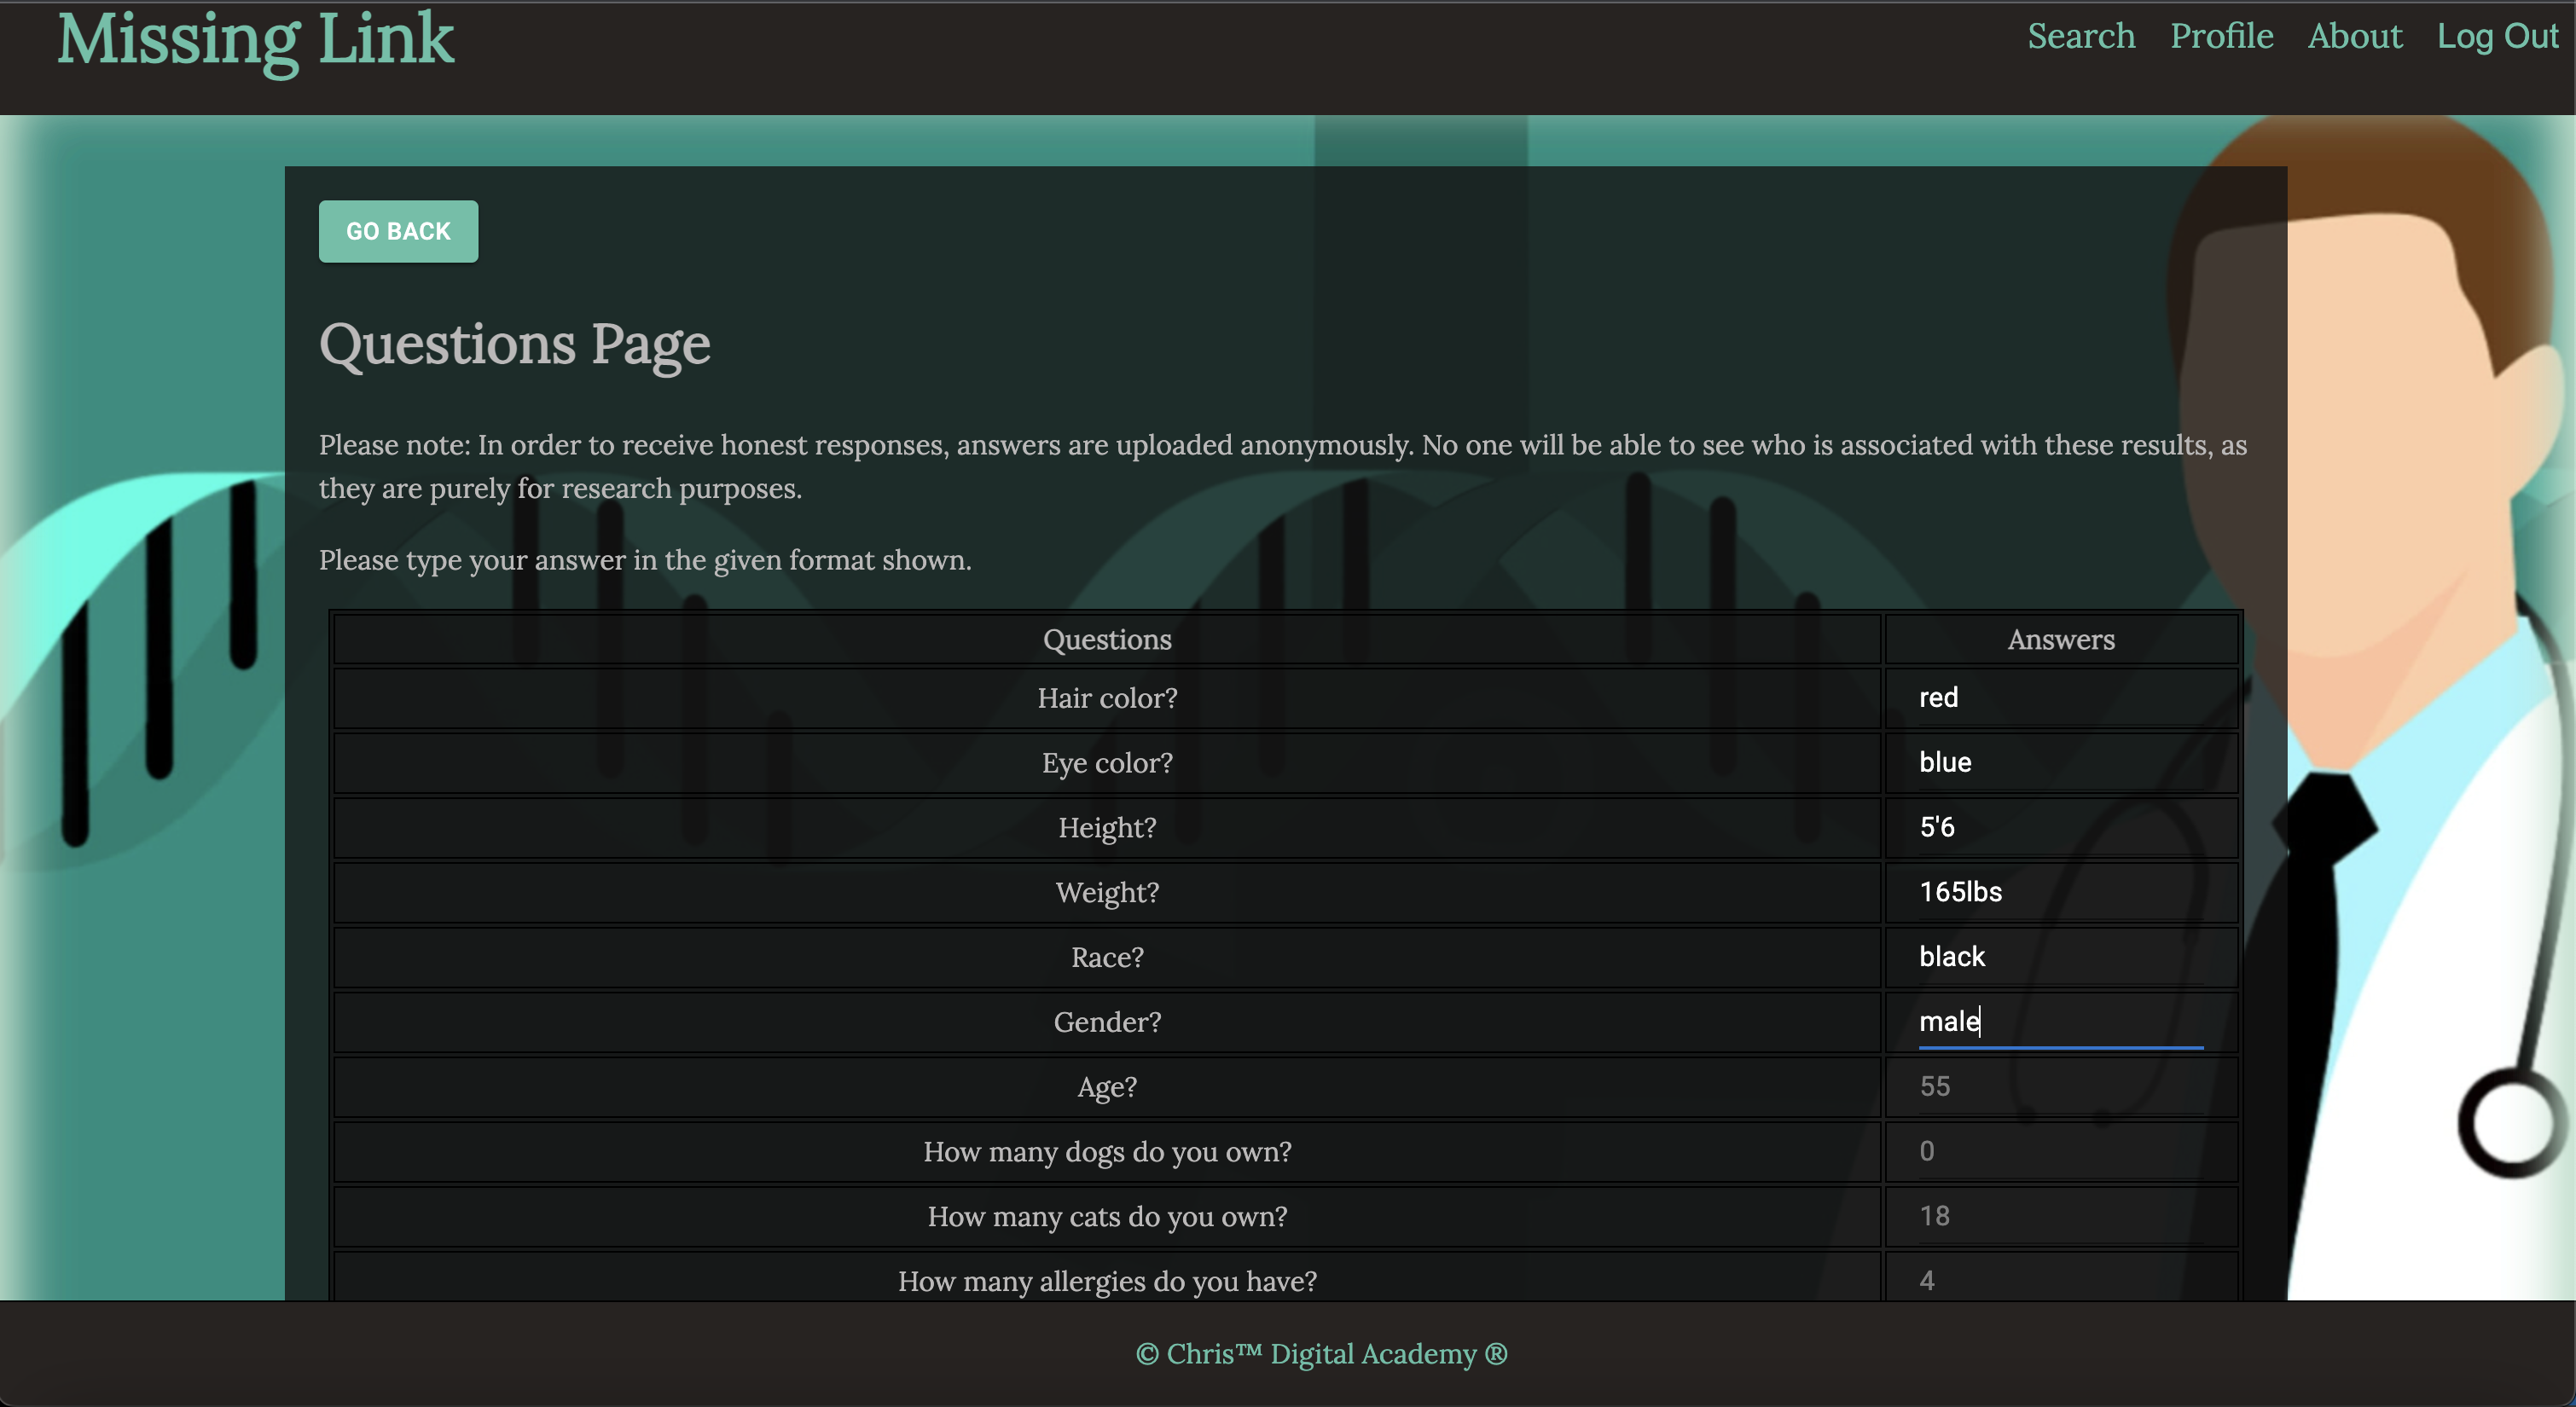 Missing Link
Search Profile About Log Out
GO BACK
Questions Page
Please note: In order to receive honest responses, answers are uploaded anonymously. No one will be able to see who is associated with these results, as
they are purely for research purposes.
Please type your answer in the given format shown.
Questions Answers
Hair color? red
Eye color? blue
Height? 5'6
Weight? 165lbs
Race? black
Gender? male
Age? 55
How many dogs do you own? 0
How many cats do you own? 18
How many allergies do you have? 4
© Chris™ Digital Academy ®